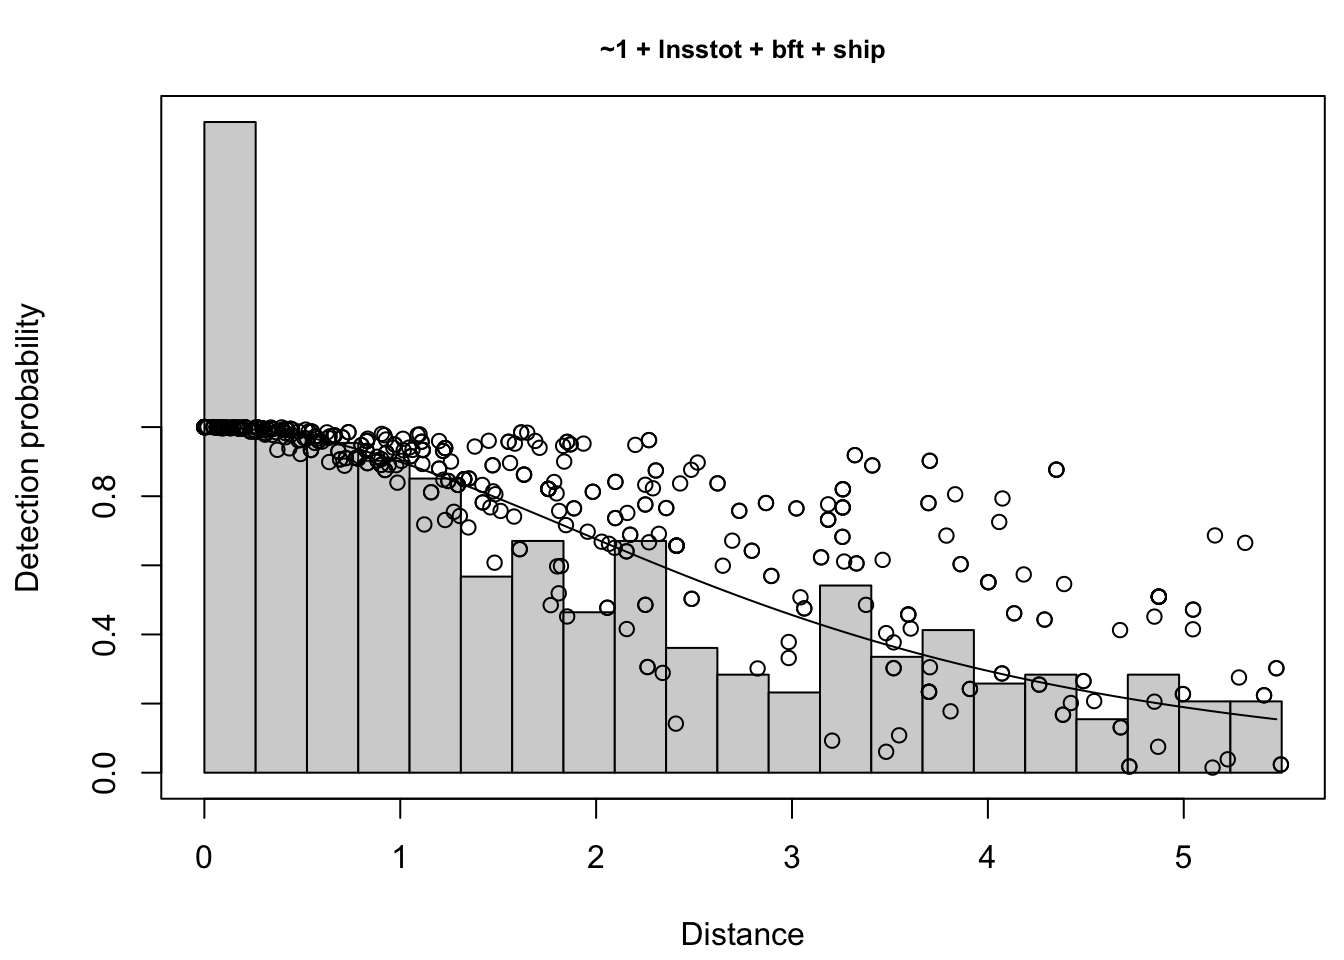 ~1 + lnsstot + bft + ship
Detection probability
0.8
0.4
0.0
0 1 2 3 4 5
Distance